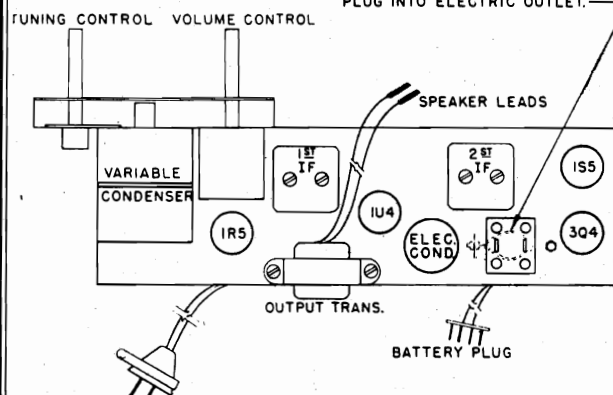 PLUG INTO ELECTRIC OUTLET.
TUNING CONTROL VOLUME CONTROL
SPEAKER LEADS
1ST
IF
2ND
IF
1S5
VARIABLE
CONDENSER
1U4
1R5
ELEC.
COND.
3Q4
OUTPUT TRANS.
BATTERY PLUG